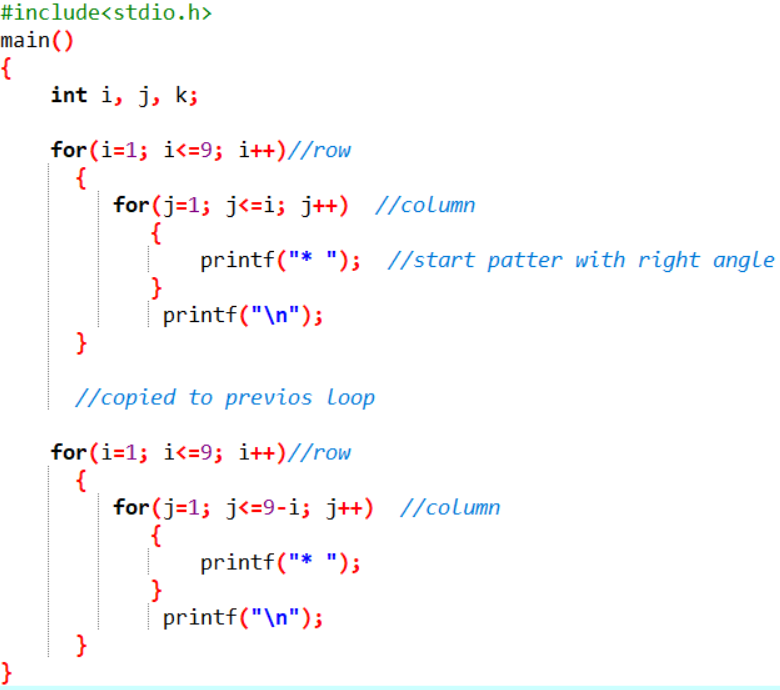 #include<stdio.h>
main()
{
int i, j, k;
for(i=1; i<=9; i++)//row
{
for(j=1; j<=i; j++)  //column
{
printf("* ");  //start patter with right angle
}
printf("\n");
}
//copied to previos loop
for(i=1; i<=9; i++)//row
{
for(j=1; j<=9-i; j++)  //column
{
printf("* ");
}
printf("\n");
}
}